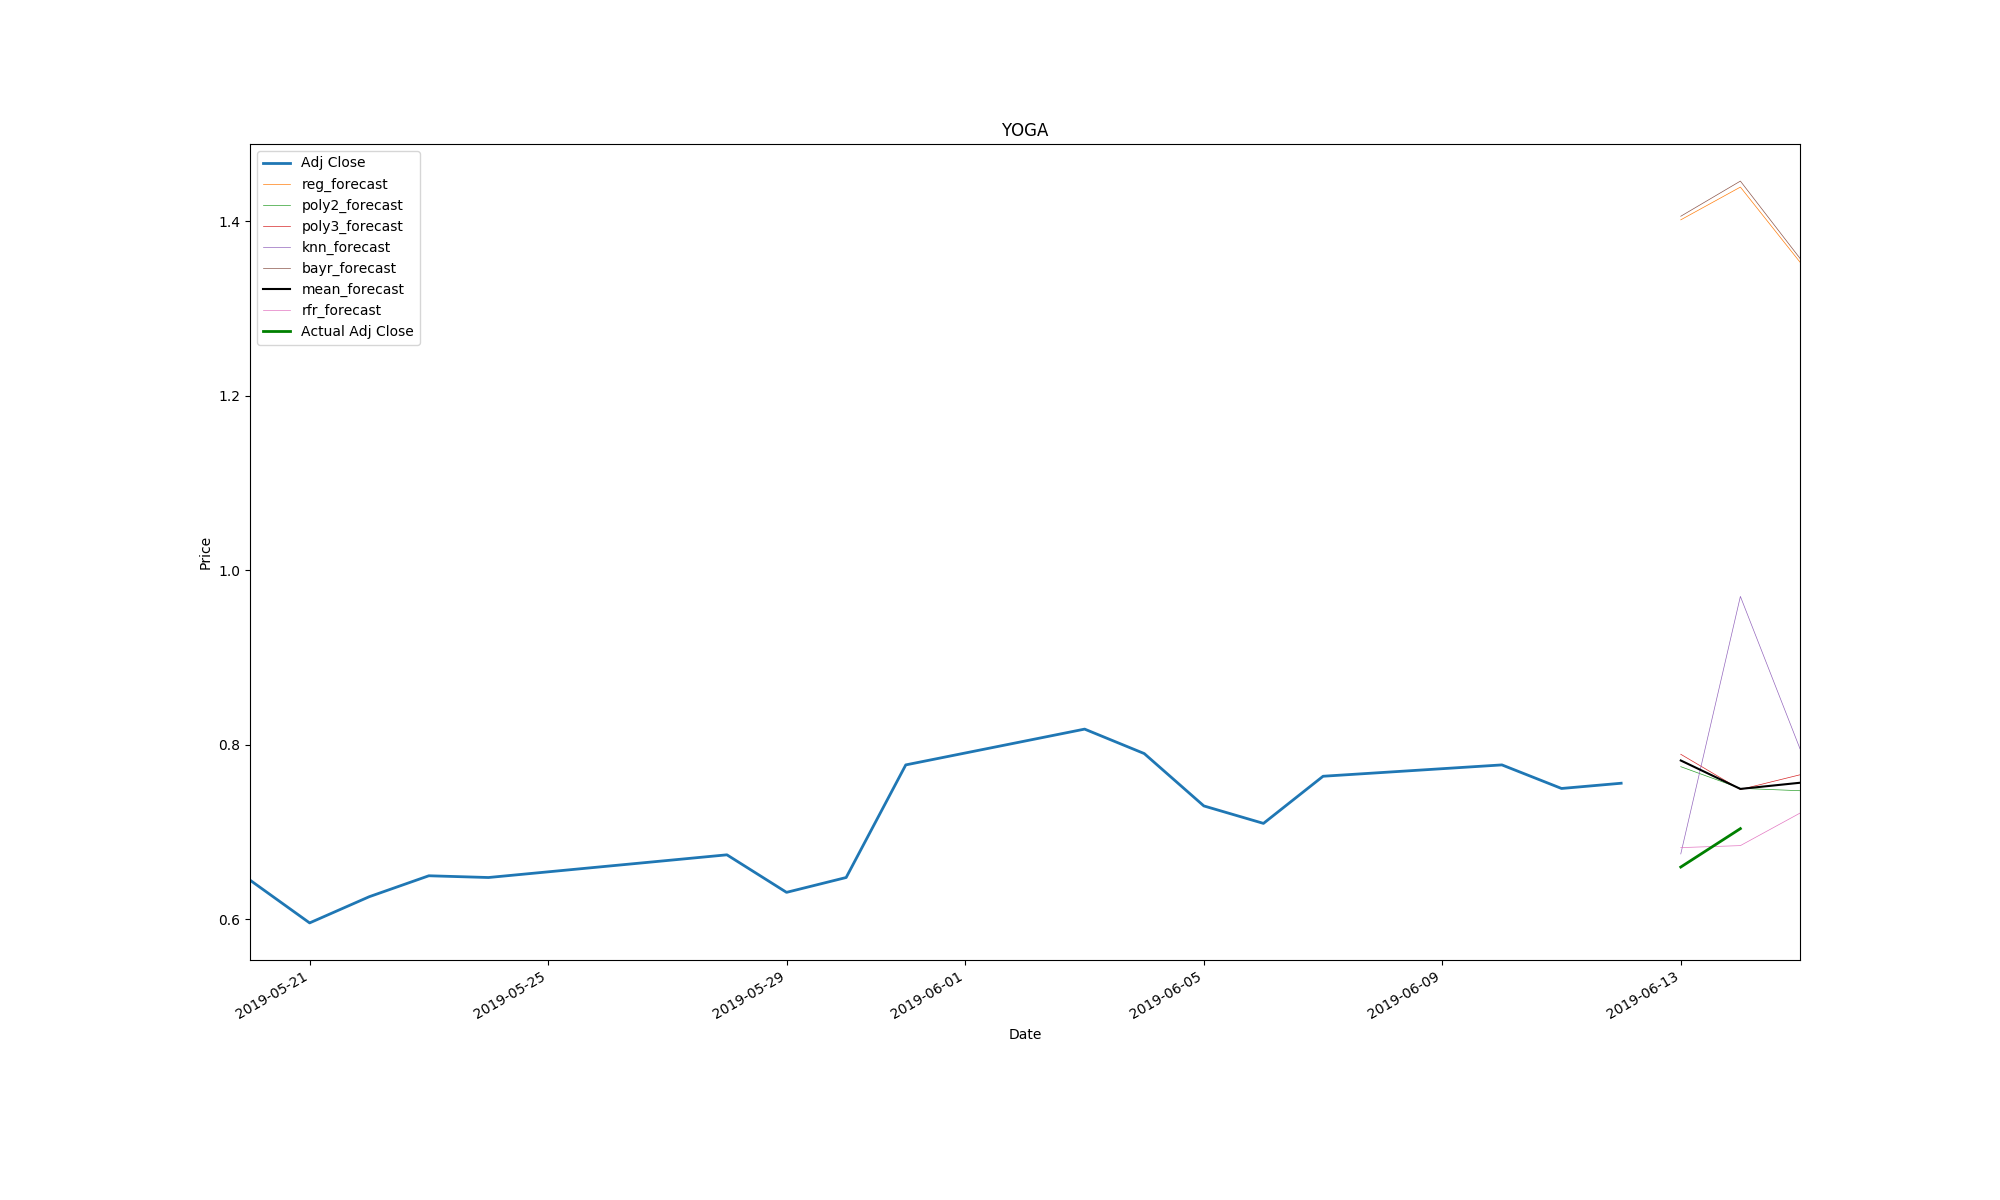 YOGA
Adj Close
reg_forecast
poly2_forecast
poly3_forecast
knn_forecast
bayr_forecast
mean_forecast
rfr_forecast
Actual Adj Close
1.4
1.2
1.0
0.8
0.6
Price
2019-05-21
2019-05-25
2019-05-29
2019-06-01
2019-06-05
2019-06-09
2019-06-13
Date